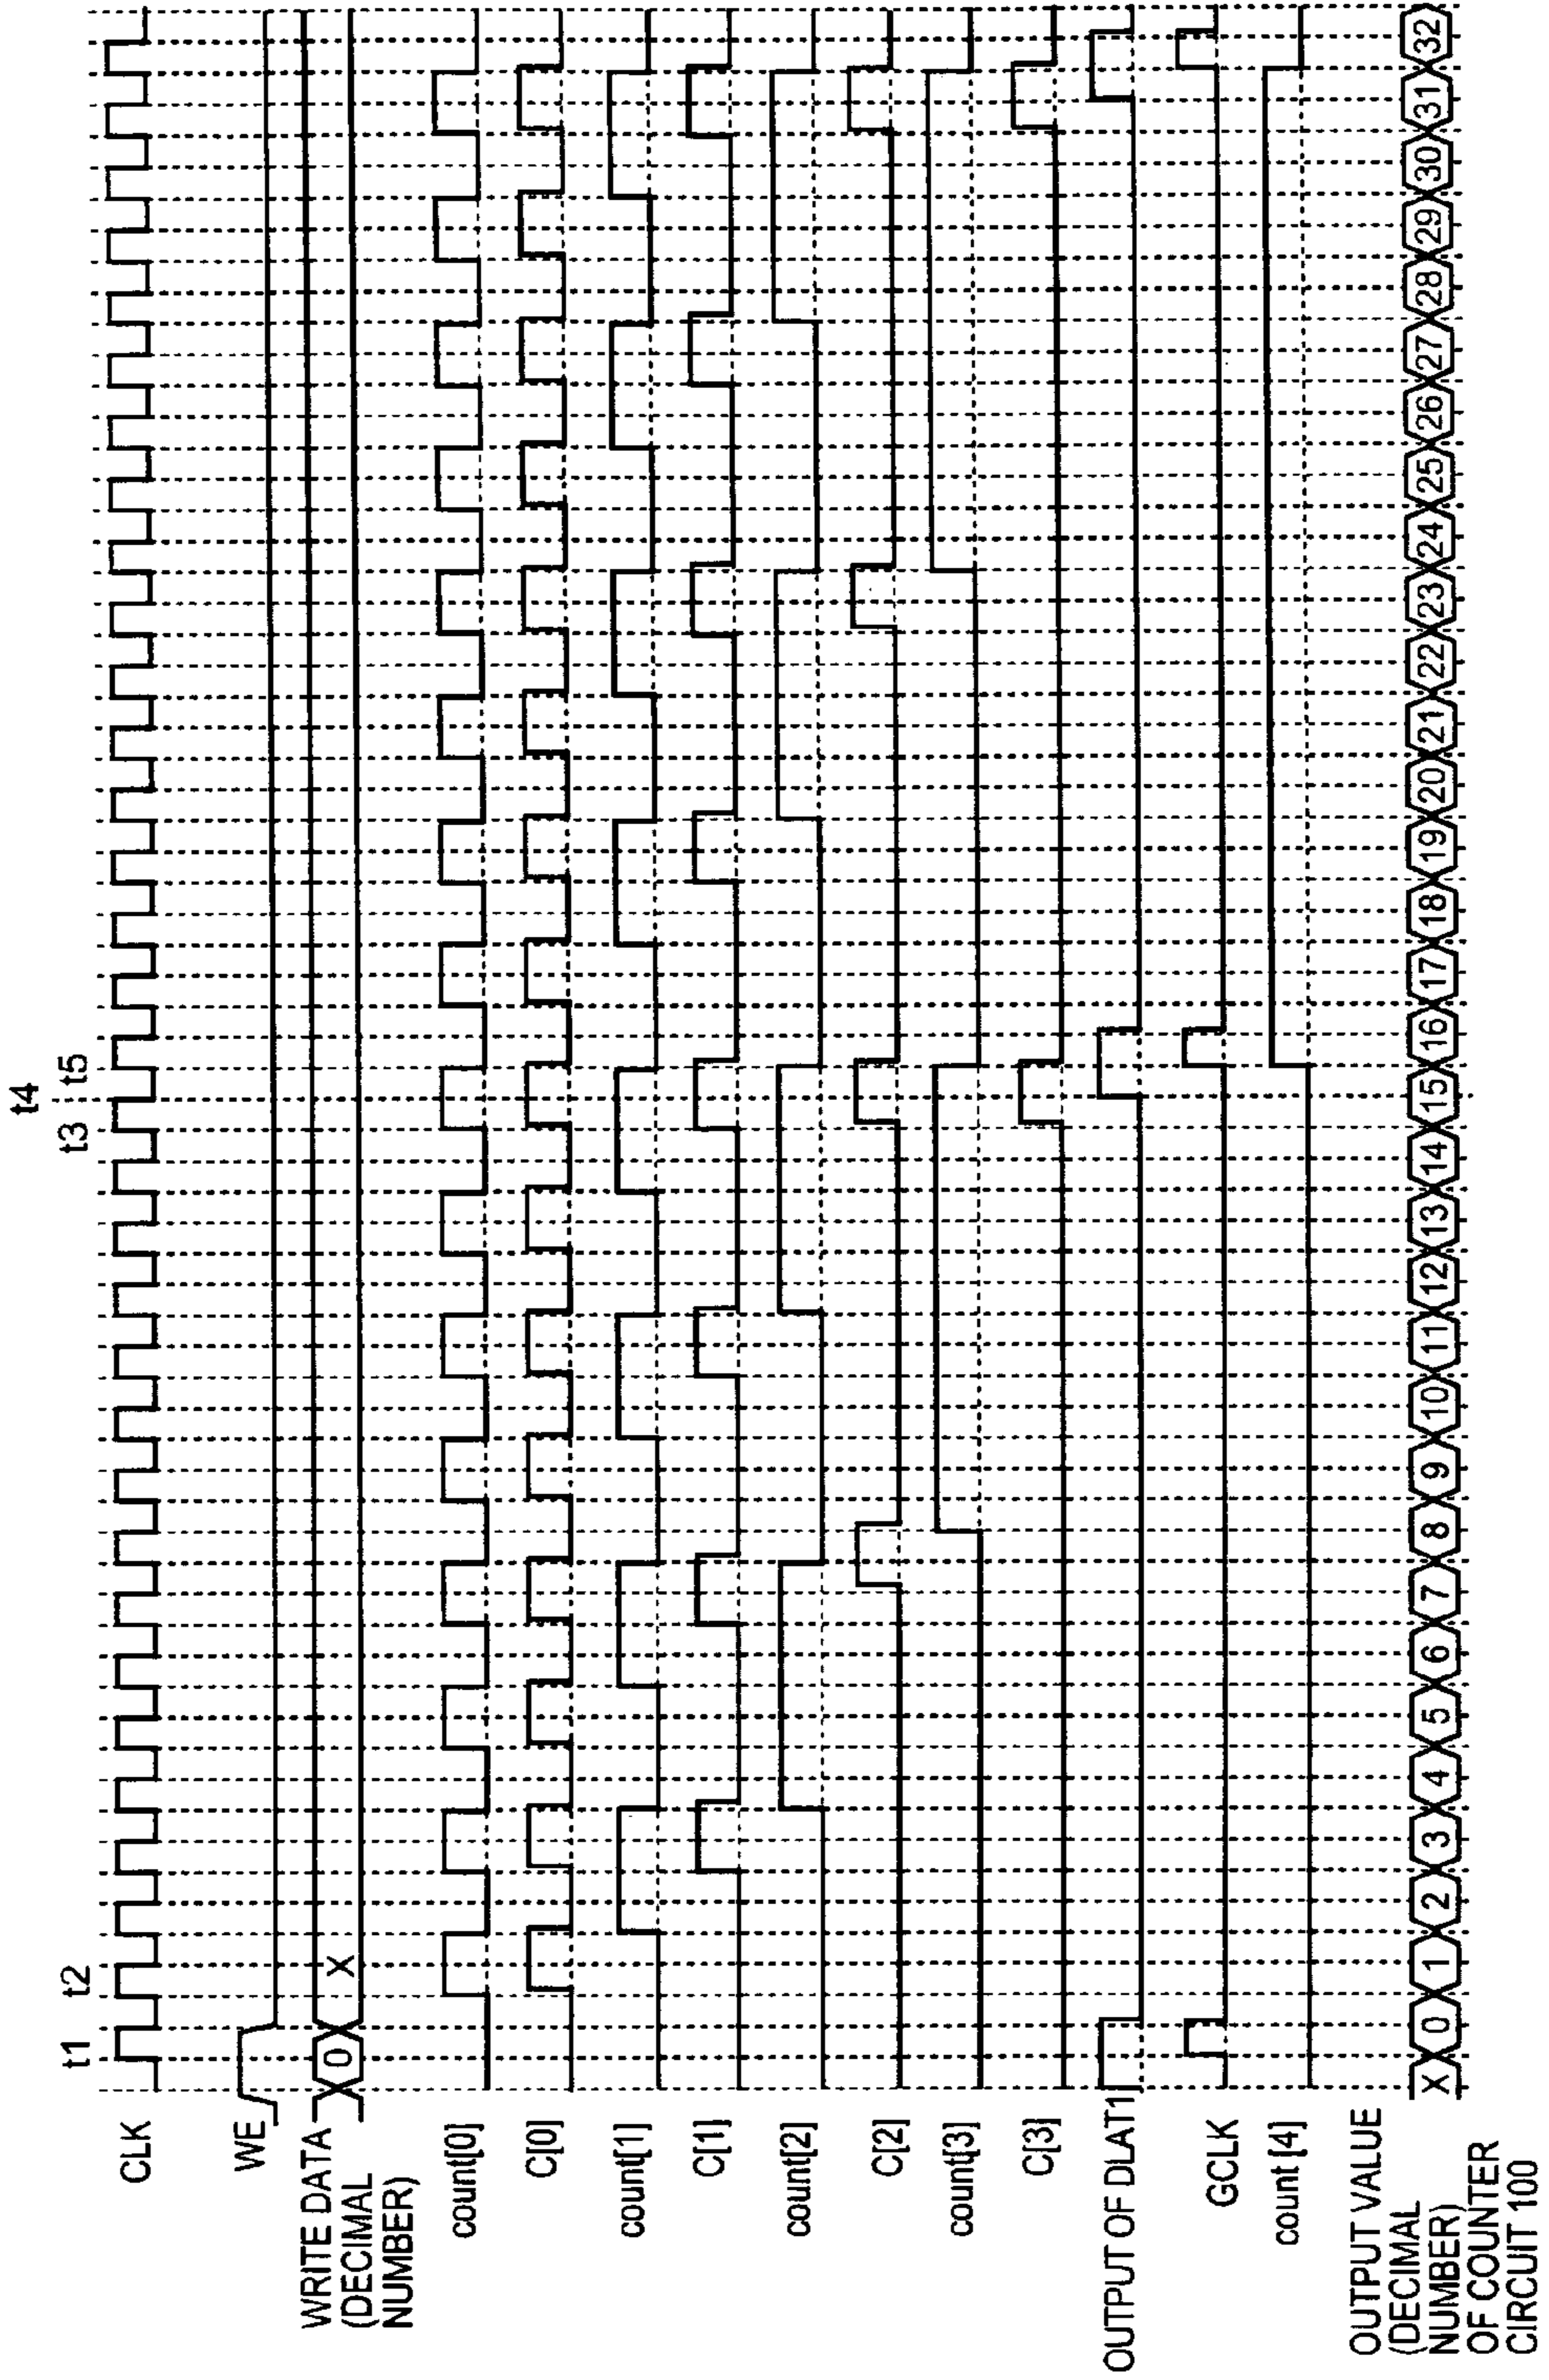 t4
t1 t2 t3 t5
CLK
WE
WRITE DATA
(DECIMAL
NUMBER)
0 X
count[0]
C[0]
count[1]
C[1]
count[2]
C[2]
count[3]
C[3]
OUTPUT OF DLAT1
GCLK
count [4]
OUTPUT VALUE
(DECIMAL
NUMBER)
OF COUNTER
CIRCUIT 100
X 0 1 2 3 4 5 6 7 8 9 10 11 12 13 14 15 16 17 18 19 20 21 22 23 24 25 26 27 28 29 30 31 32